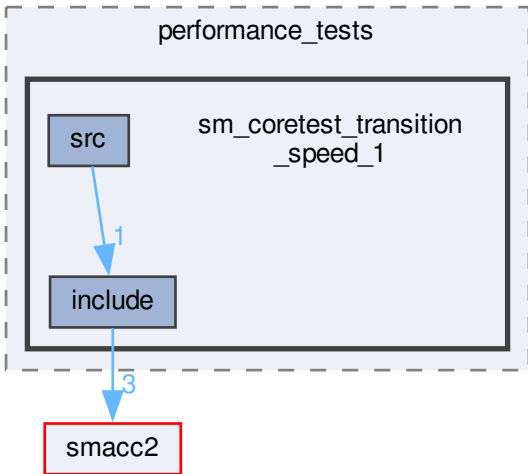 performance_tests
sm_coretest_transition
_speed_1
src
1
include
3
smacc2